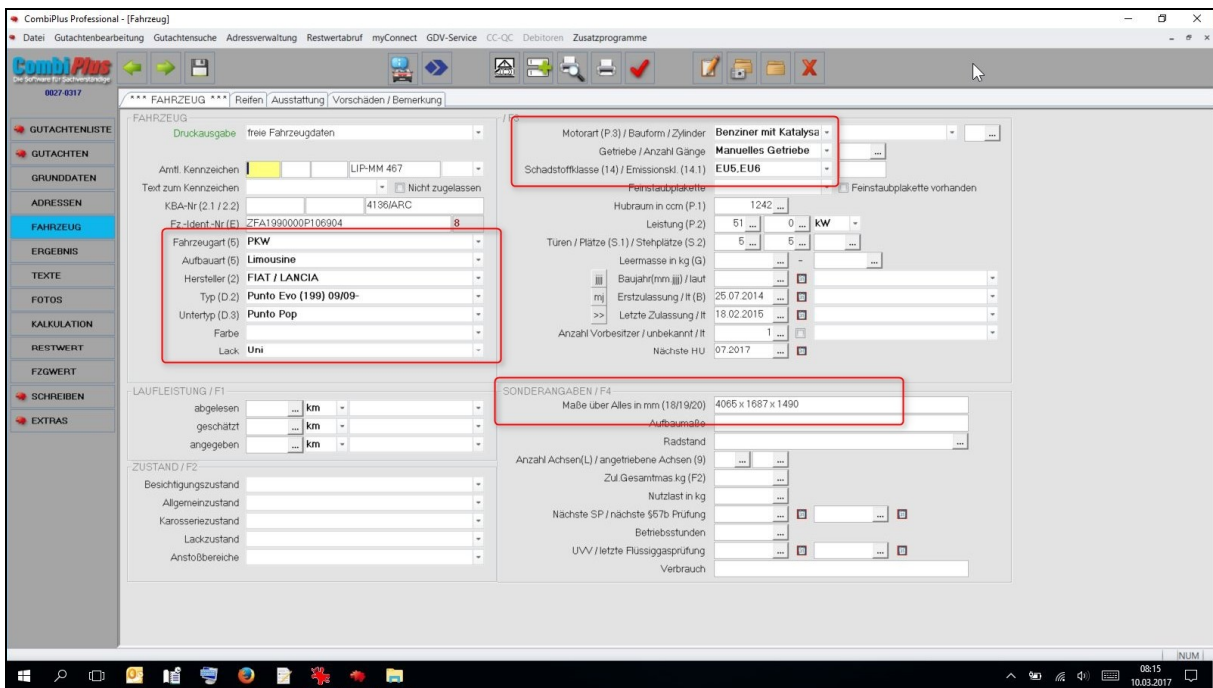 CombiPlus Professional - [Fahrzeug]
Datei Gutachtenbearbeitung Gutachtensuche Adressverwaltung Restwertabruf myConnect GDV-Service CC-QC Debitoren Zusatzprogramme
CombiPlus
Die Software für Sachverständige
0027-0317
*** FAHRZEUG *** Reifen Ausstattung Vorschäden / Bemerkung
GUTACHTENLISTE
GUTACHTEN
GRUNDDATEN
ADRESSEN
FAHRZEUG
ERGEBNIS
TEXTE
FOTOS
KALKULATION
RESTWERT
FZGWERT
SCHREIBEN
EXTRAS
FAHRZEUG
Druckausgabe freie Fahrzeugdaten
Amtl. Kennzeichen LIP-MM 467
Text zum Kennzeichen Nicht zugelassen
KBA-Nr (2.1 / 2.2) 4136/ARC
Fz.-Ident.-Nr (E) ZFA1990000P106904 8
Fahrzeugart (5) PKW
Aufbauart (5) Limousine
Hersteller (2) FIAT / LANCIA
Typ (D.2) Punto Evo (199) 09/09-
Untertyp (D.3) Punto Pop
Farbe
Lack Uni
LAUFLEISTUNG / F1
abgelesen ... km
geschätzt ... km
angegeben ... km
ZUSTAND / F2
Besichtigungszustand
Allgemeinzustand
Karosseriezustand
Lackzustand
Anstoßbereiche
Motorart (P.3) / Bauform / Zylinder Benziner mit Katalysa ...
Getriebe / Anzahl Gänge Manuelles Getriebe ...
Schadstoffklasse (14) / Emissionskl. (14.1) EU5,EU6
Feinstaubplakette Feinstaubplakette vorhanden
Hubraum in ccm (P.1) 1242 ...
Leistung (P.2) 51 ... 0 ... kW
Türen / Plätze (S.1) / Stehplätze (S.2) 5 ... 5 ... ...
Leermasse in kg (G) ... - ...
jjjj Baujahr(mm.jjjj) / laut ...
mj Erstzulassung / lt (B) 25.07.2014 ...
>> Letzte Zulassung / lt 18.02.2015 ...
Anzahl Vorbesitzer / unbekannt / lt 1 ...
Nächste HU 07.2017 ...
SONDERANGABEN / F4
Maße über Alles in mm (18/19/20) 4065 x 1687 x 1490
Aufbaumaße
Radstand ...
Anzahl Achsen(L) / angetriebene Achsen (9) ... ...
Zul.Gesamtmas.kg (F2) ...
Nutzlast in kg ...
Nächste SP / nächste §57b Prüfung ... ...
Betriebsstunden ...
UVV / letzte Flüssiggasprüfung ... ...
Verbrauch
NUM
08:15
10.03.2017